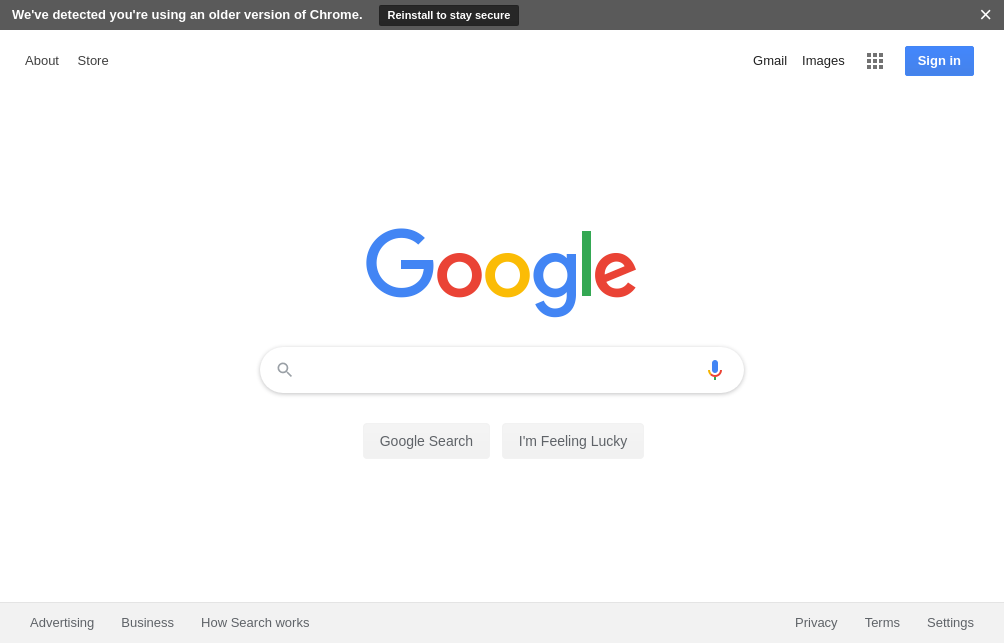 We've detected you're using an older version of Chrome. Reinstall to stay secure
About Store Gmail Images Sign in
Google
Google Search I'm Feeling Lucky
Advertising Business How Search works Privacy Terms Settings